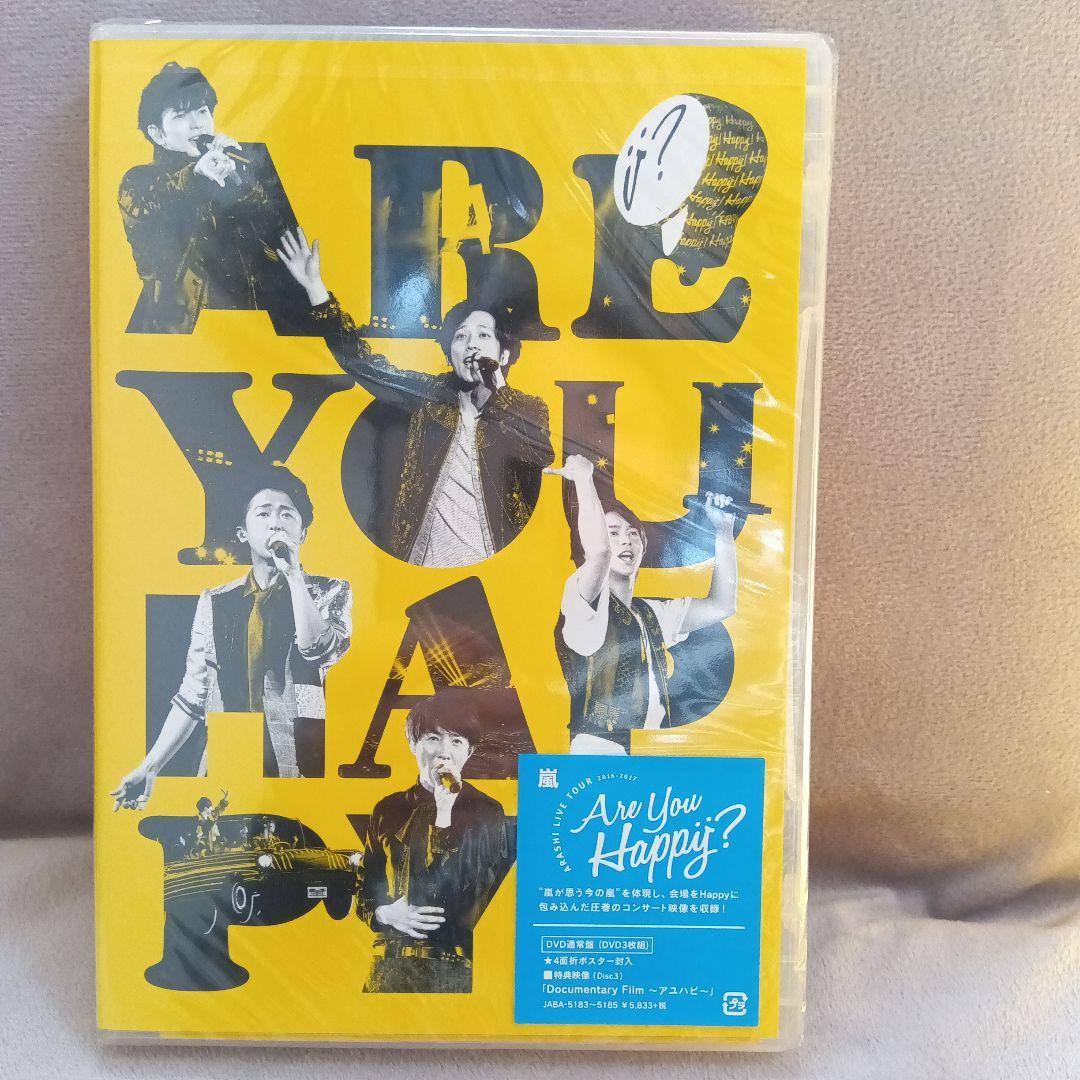 ARE
YOU
HAP
PY
j?
Happy!
嵐
ARASHI LIVE TOUR 2016-2017
Are You
Happy?
“嵐が思う今の嵐”を体現し、会場をHappyに
包み込んだ圧巻のコンサート映像を収録!
DVD通常盤 (DVD3枚組)
★4面折ポスター封入
■特典映像 (Disc3)
「Documentary Film ～アユハピ～」
JABA-5183～5185 ¥5,833+税
プラ